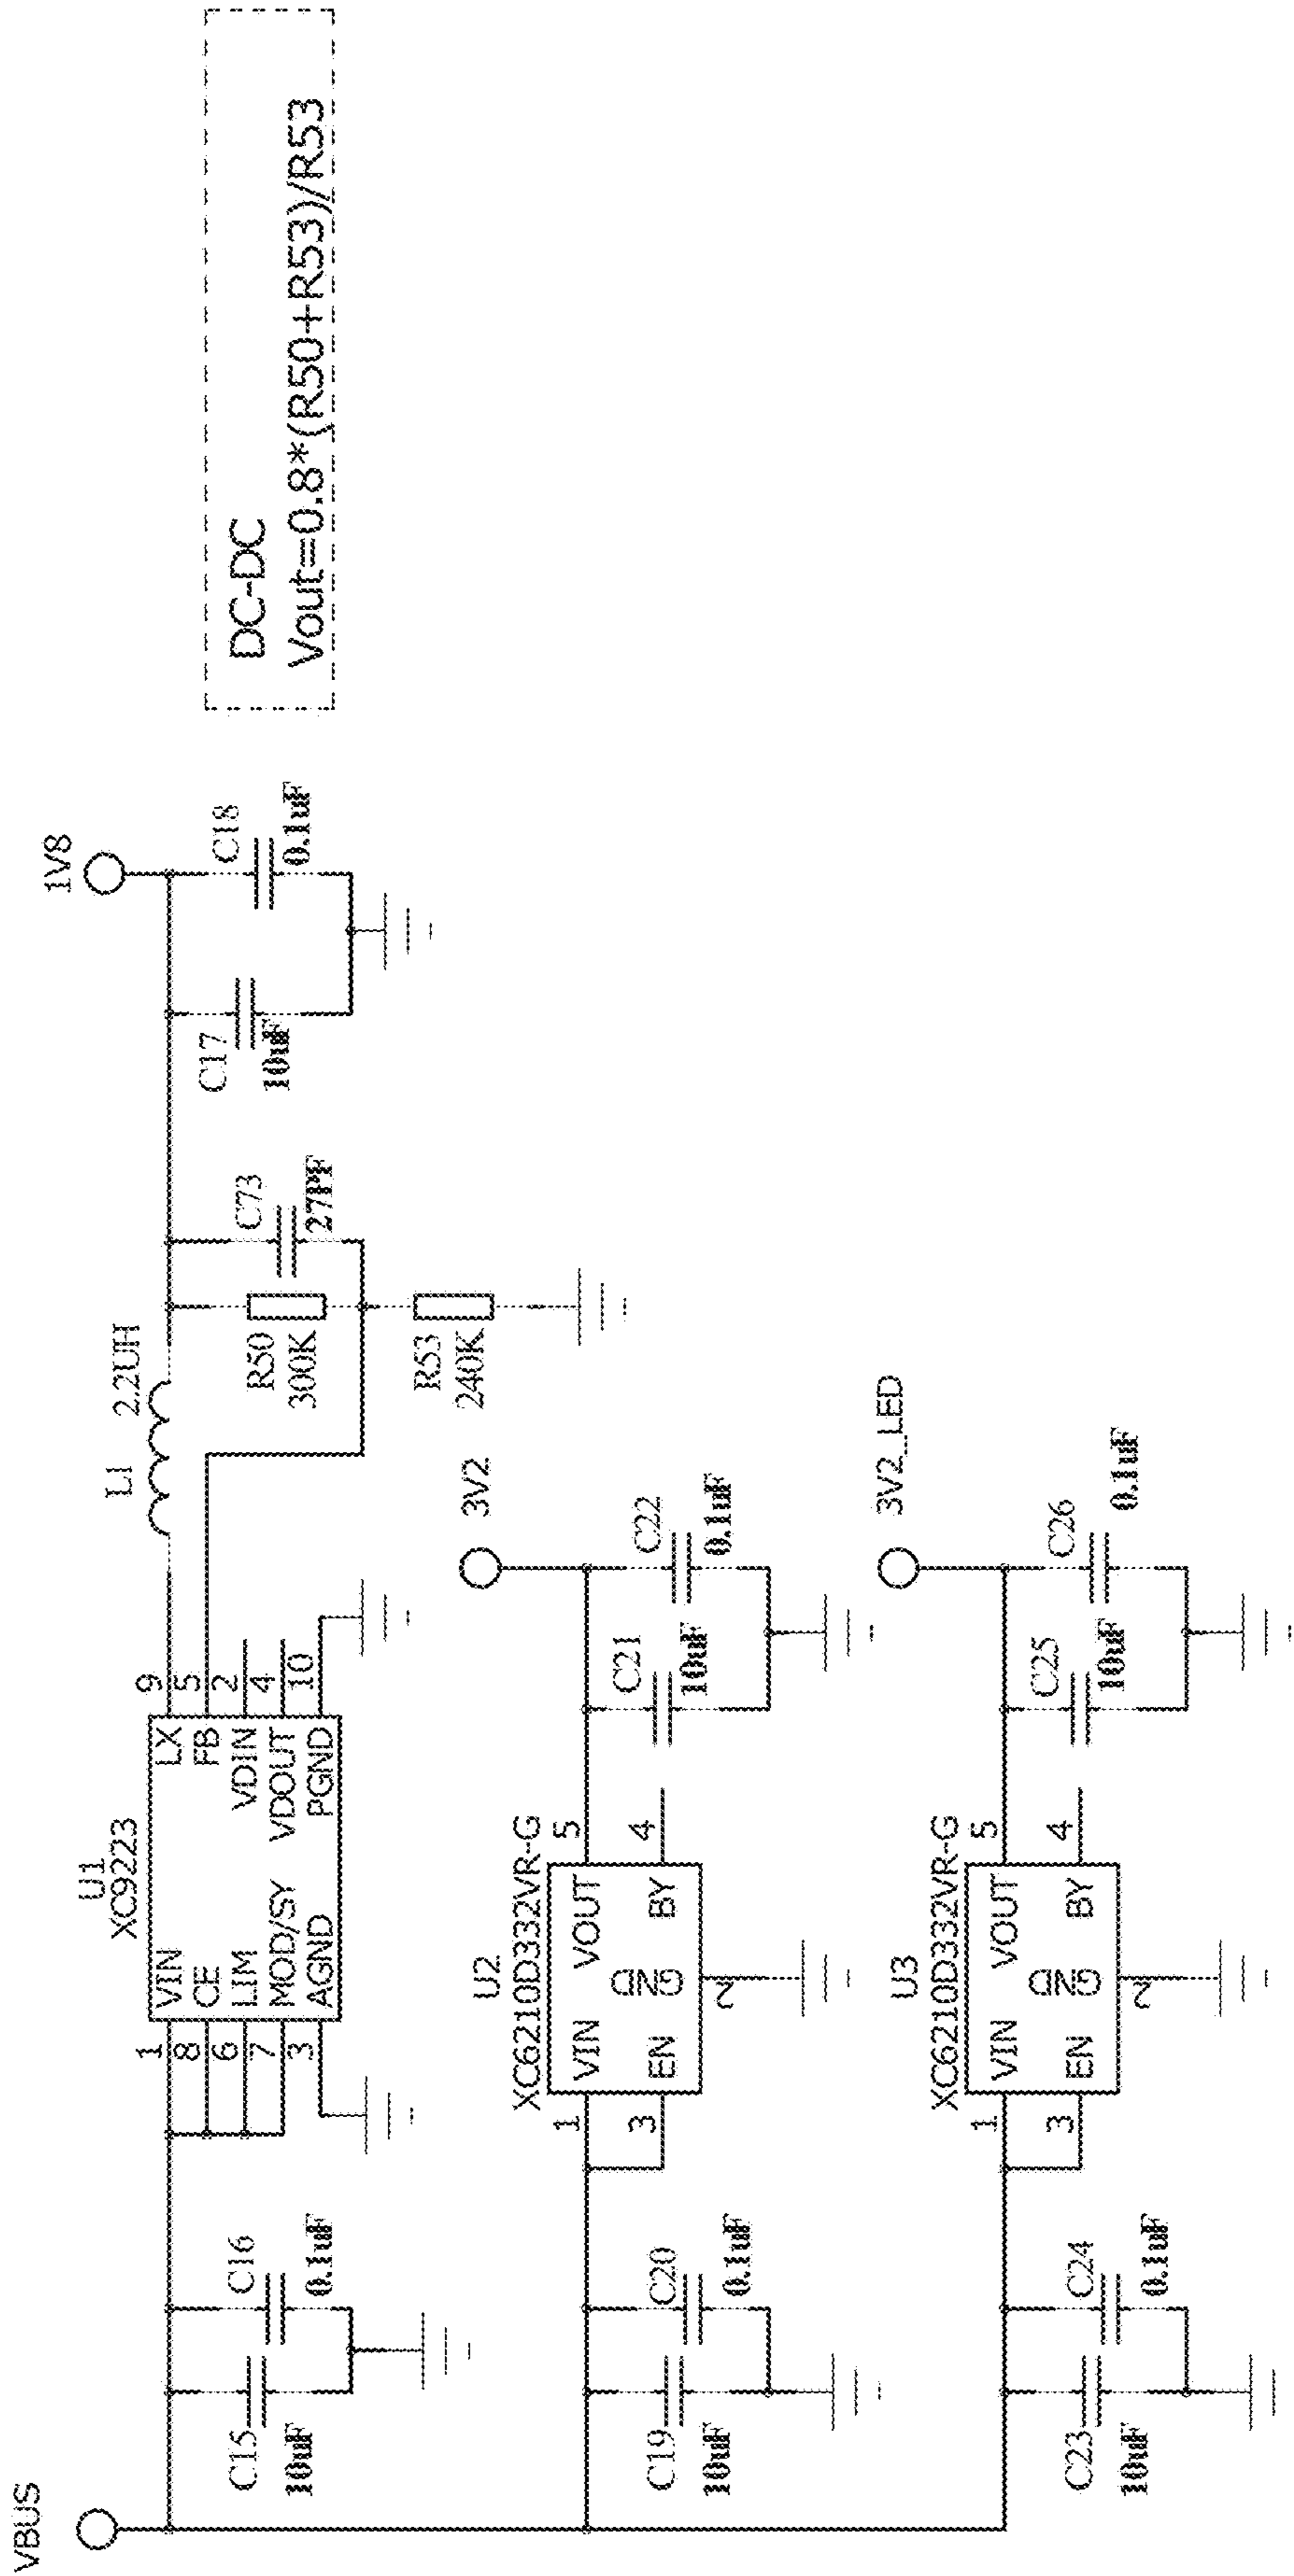 VBUS
C15
10uF
C16
0.1uF
U1
XC9223
1
8
6
7
3
VIN
CE
LIM
MOD/SY
AGND
LX
FB
VDIN
VDOUT
PGND
9
5
2
4
10
L1
2.2UH
R50
300K
C73
27PF
R53
240K
C17
10uF
C18
0.1uF
1V8
DC-DC
Vout=0.8*(R50+R53)/R53
C19
10uF
C20
0.1uF
U2
XC6210D332VR-G
1
3
VIN
EN
GND
VOUT
BY
5
4
2
C21
10uF
C22
0.1uF
3V2
C23
10uF
C24
0.1uF
U3
XC6210D332VR-G
1
3
VIN
EN
GND
VOUT
BY
5
4
2
C25
10uF
C26
0.1uF
3V2_LED